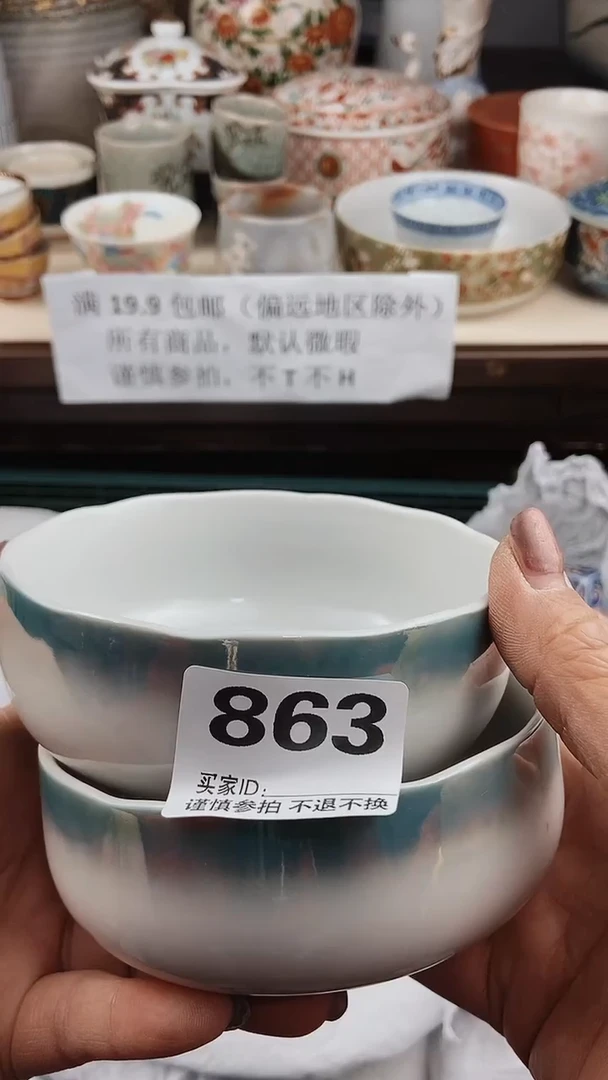 满 19.9 包邮（偏远地区除外）
所有商品，默认微瑕
谨慎参拍，不T不H
863
买家ID:
谨慎参拍 不退不换